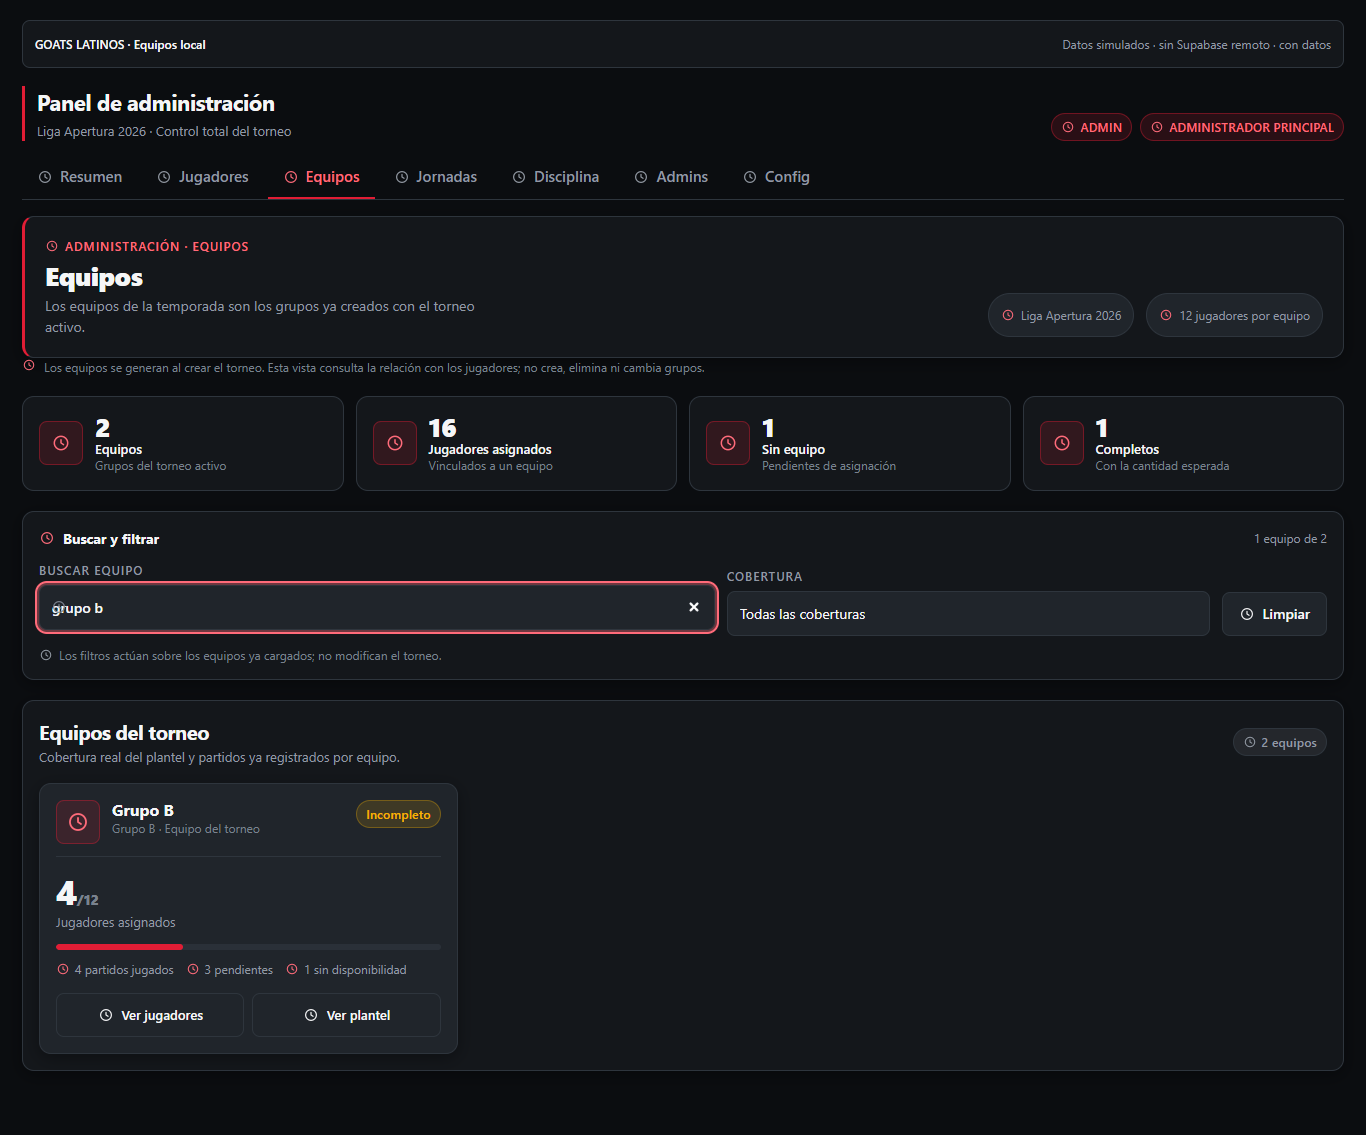 GOATS LATINOS · Equipos local
Datos simulados · sin Supabase remoto · con datos
Panel de administración
Liga Apertura 2026 · Control total del torneo
ADMIN
ADMINISTRADOR PRINCIPAL
Resumen
Jugadores
Equipos
Jornadas
Disciplina
Admins
Config
ADMINISTRACIÓN · EQUIPOS
Equipos
Los equipos de la temporada son los grupos ya creados con el torneo
activo.
Liga Apertura 2026
12 jugadores por equipo
Los equipos se generan al crear el torneo. Esta vista consulta la relación con los jugadores; no crea, elimina ni cambia grupos.
2
Equipos
Grupos del torneo activo
16
Jugadores asignados
Vinculados a un equipo
1
Sin equipo
Pendientes de asignación
1
Completos
Con la cantidad esperada
Buscar y filtrar
1 equipo de 2
BUSCAR EQUIPO
grupo b
COBERTURA
Todas las coberturas
Limpiar
Los filtros actúan sobre los equipos ya cargados; no modifican el torneo.
Equipos del torneo
Cobertura real del plantel y partidos ya registrados por equipo.
2 equipos
Grupo B
Grupo B · Equipo del torneo
Incompleto
4/12
Jugadores asignados
4 partidos jugados
3 pendientes
1 sin disponibilidad
Ver jugadores
Ver plantel